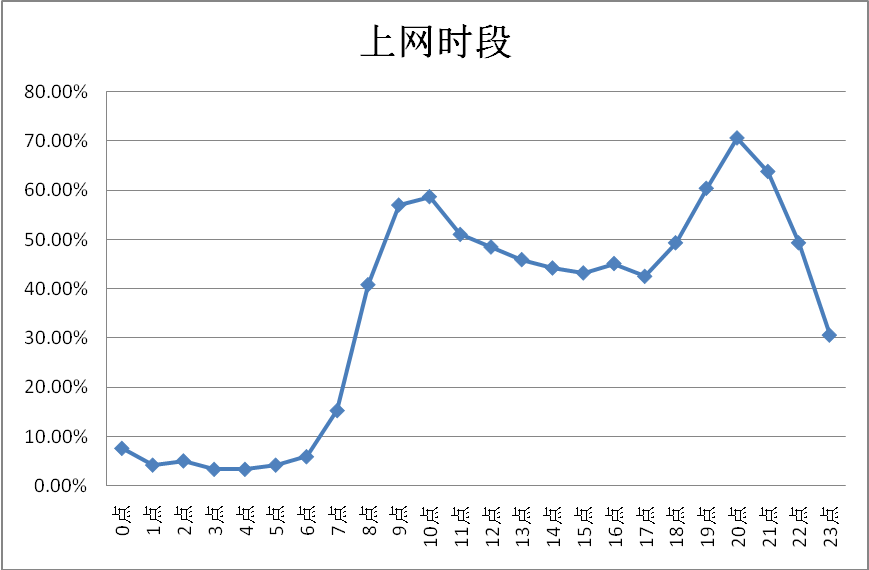 上网时段
80.00%
70.00%
60.00%
50.00%
40.00%
30.00%
20.00%
10.00%
0.00%
0点
1点
2点
3点
4点
5点
6点
7点
8点
9点
10点
11点
12点
13点
14点
15点
16点
17点
18点
19点
20点
21点
22点
23点